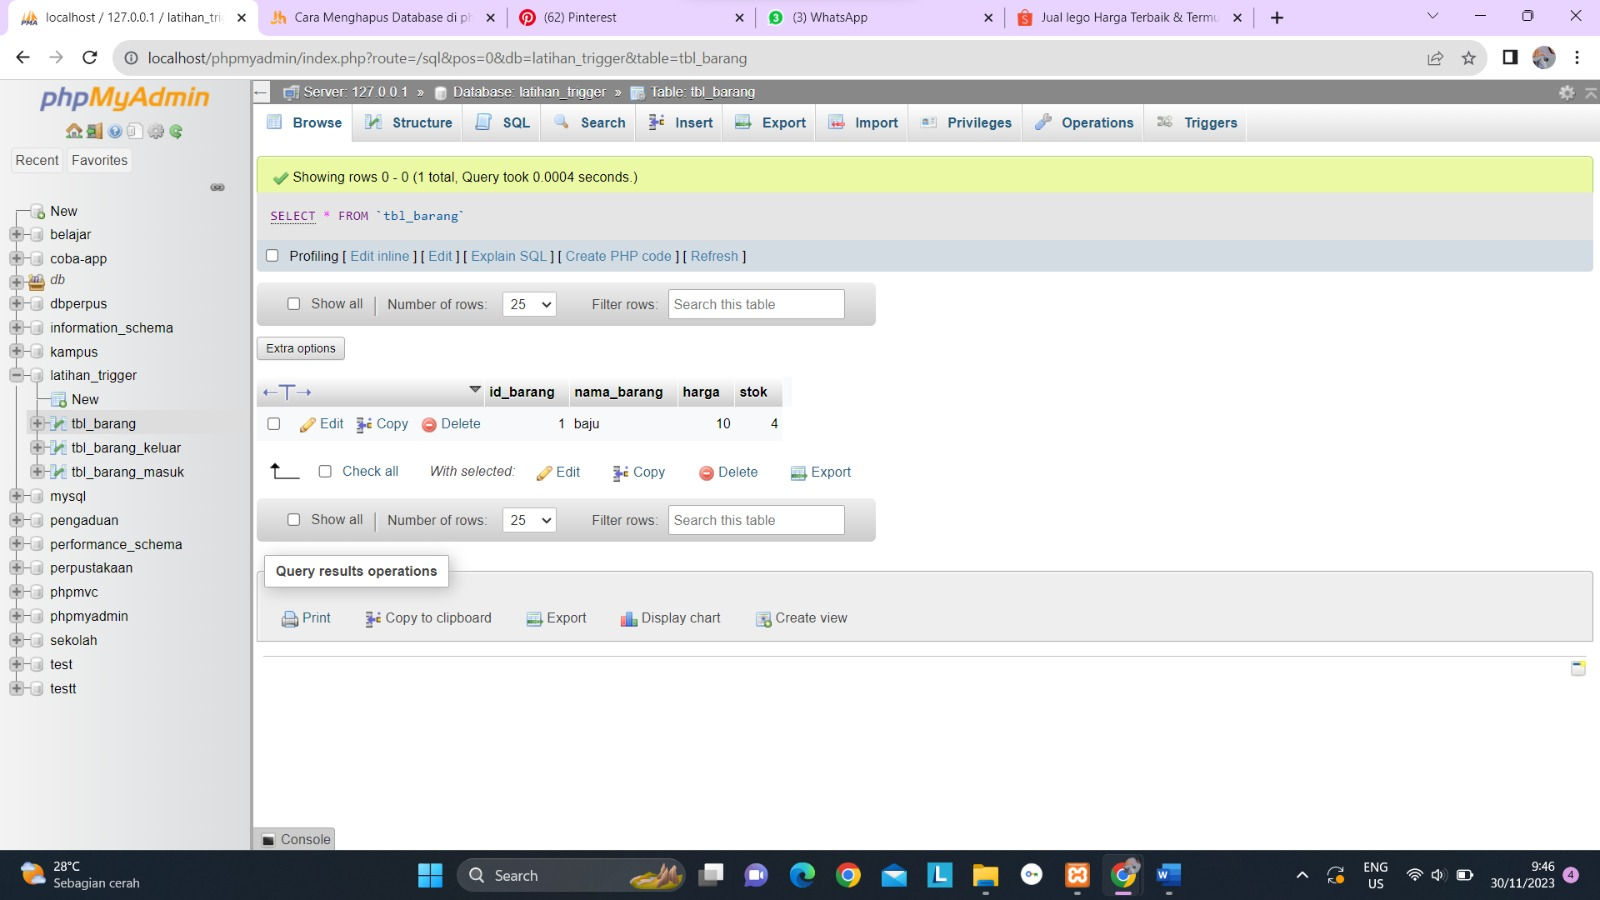 localhost / 127.0.0.1 / latihan_tri
Cara Menghapus Database di ph
(62) Pinterest
3
(3) WhatsApp
Jual lego Harga Terbaik & Termu
localhost/phpmyadmin/index.php?route=/sql&pos=0&db=latihan_trigger&table=tbl_barang
phpMyAdmin
Recent
Favorites
New
belajar
coba-app
db
dbperpus
information_schema
kampus
latihan_trigger
New
tbl_barang
tbl_barang_keluar
tbl_barang_masuk
mysql
pengaduan
performance_schema
perpustakaan
phpmvc
phpmyadmin
sekolah
test
testt
Server: 127.0.0.1 » Database: latihan_trigger » Table: tbl_barang
Browse Structure SQL Search Insert Export Import Privileges Operations Triggers
Showing rows 0 - 0 (1 total, Query took 0.0004 seconds.)
SELECT * FROM `tbl_barang`
Profiling [ Edit inline ] [ Edit ] [ Explain SQL ] [ Create PHP code ] [ Refresh ]
Show all | Number of rows: 25 Filter rows: Search this table
Extra options
id_barang nama_barang harga stok
Edit Copy Delete 1 baju 10 4
Check all With selected: Edit Copy Delete Export
Show all | Number of rows: 25 Filter rows: Search this table
Query results operations
Print Copy to clipboard Export Display chart Create view
Console
28°C
Sebagian cerah
Search
L
ENG
US
9:46
30/11/2023
4